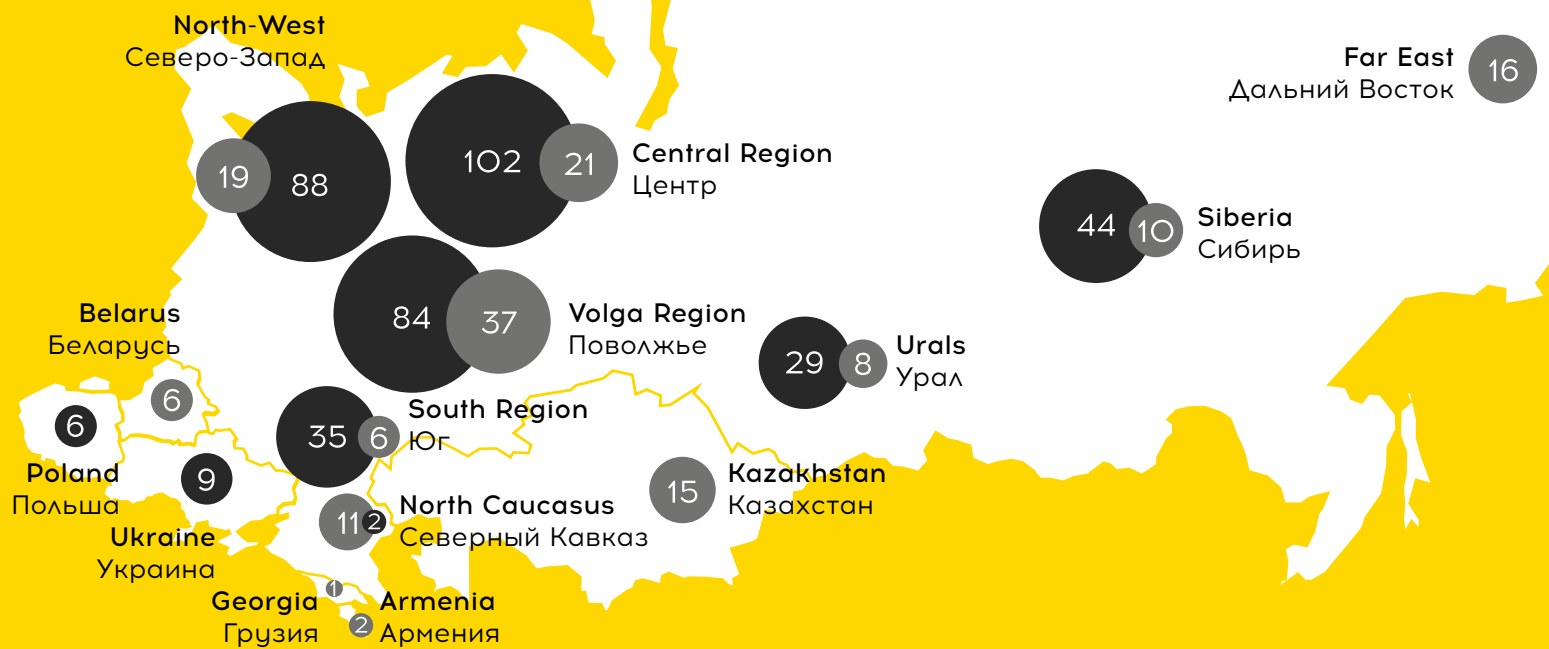 North-West
Северо-Запад
19
88
102
21
Central Region
Центр
Far East
Дальний Восток
16
44
10
Siberia
Сибирь
84
37
Volga Region
Поволжье
Belarus
Беларусь
6
29
8
Urals
Урал
6
Poland
Польша
35
6
South Region
Юг
9
Ukraine
Украина
15
Kazakhstan
Казахстан
11
2
North Caucasus
Северный Кавказ
1
Georgia
Грузия
2
Armenia
Армения